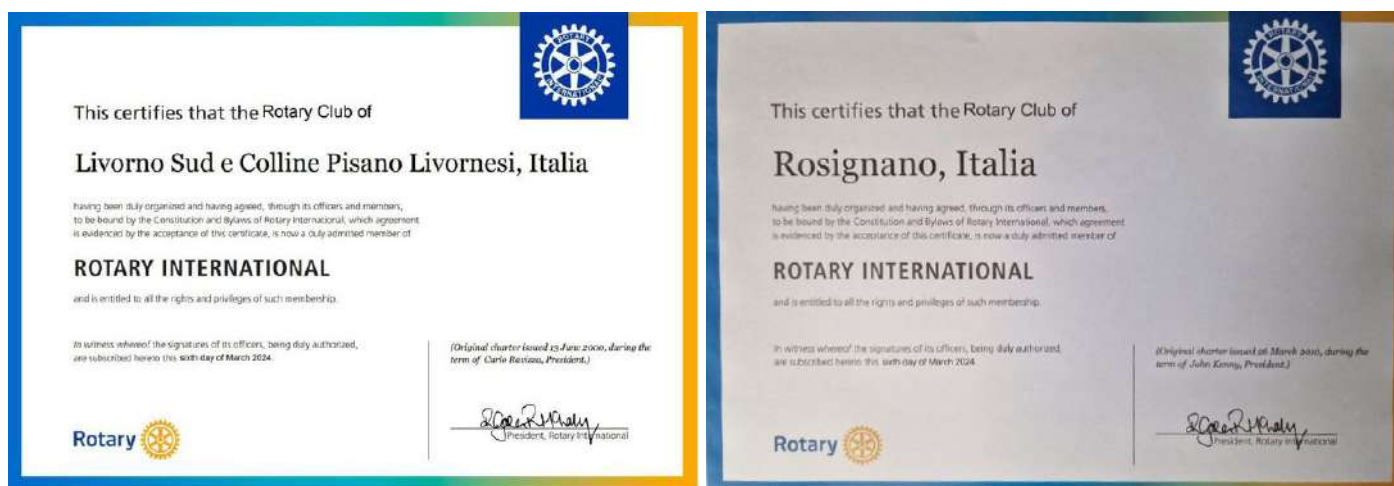 ROTARY
INTERNATIONAL
This certifies that the Rotary Club of
Livorno Sud e Colline Pisano Livornesi, Italia
having been duly organized and having agreed, through its officers and members,
to be bound by the Constitution and Bylaws of Rotary International, which agreement
is evidenced by the acceptance of this certificate, is now a duly admitted member of
ROTARY INTERNATIONAL
and is entitled to all the rights and privileges of such membership.
In witness whereof the signatures of its officers, being duly authorized,
are subscribed hereto this sixth day of March 2024.
(Original charter issued 13 June 2000, during the
term of Carlo Ravizza, President.)
President, Rotary International
Rotary
ROTARY
INTERNATIONAL
This certifies that the Rotary Club of
Rosignano, Italia
having been duly organized and having agreed, through its officers and members,
to be bound by the Constitution and Bylaws of Rotary International, which agreement
is evidenced by the acceptance of this certificate, is now a duly admitted member of
ROTARY INTERNATIONAL
and is entitled to all the rights and privileges of such membership.
In witness whereof the signatures of its officers, being duly authorized,
are subscribed hereto this sixth day of March 2024.
(Original charter issued 26 March 2010, during the
term of John Kenny, President.)
President, Rotary International
Rotary